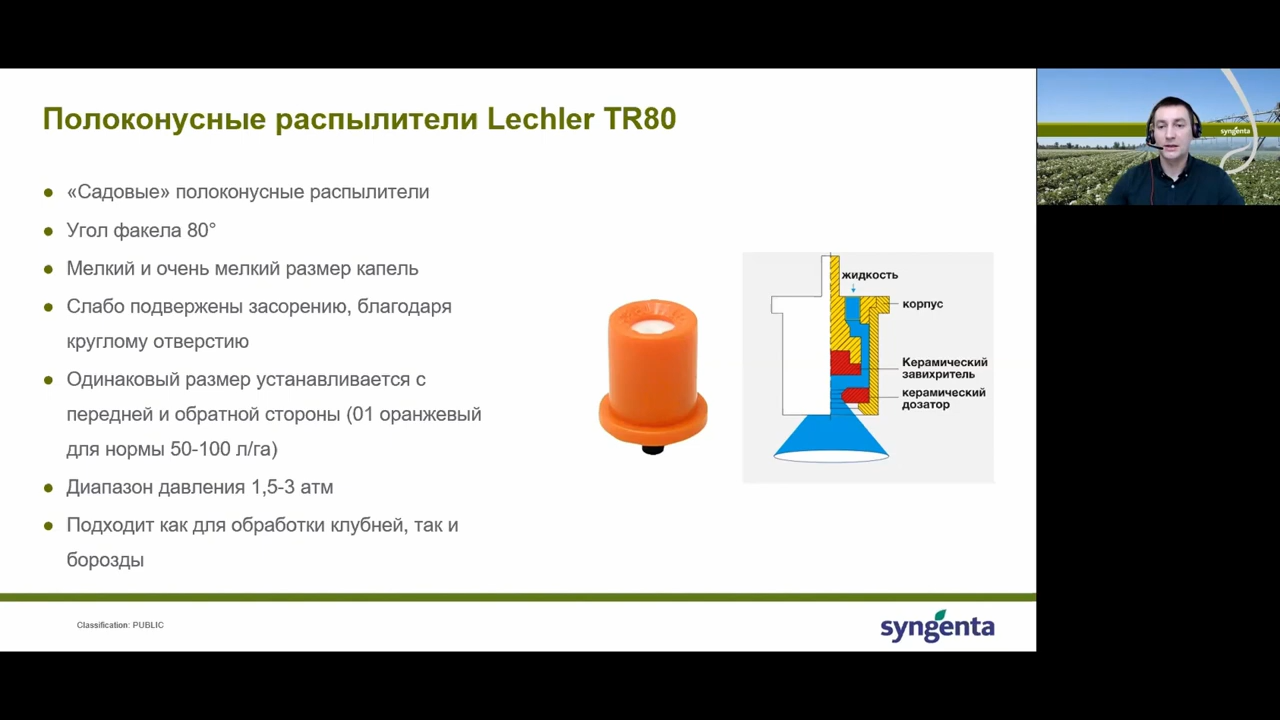 Полоконусные распылители Lechler TR80
«Садовые» полоконусные распылители
Угол факела 80°
Мелкий и очень мелкий размер капель
Слабо подвержены засорению, благодаря
круглому отверстию
Одинаковый размер устанавливается с
передней и обратной стороны (01 оранжевый
для нормы 50-100 л/га)
Диапазон давления 1,5-3 атм
Подходит как для обработки клубней, так и
борозды
жидкость
корпус
Керамический
завихритель
керамический
дозатор
Classification: PUBLIC
syngenta
syngenta